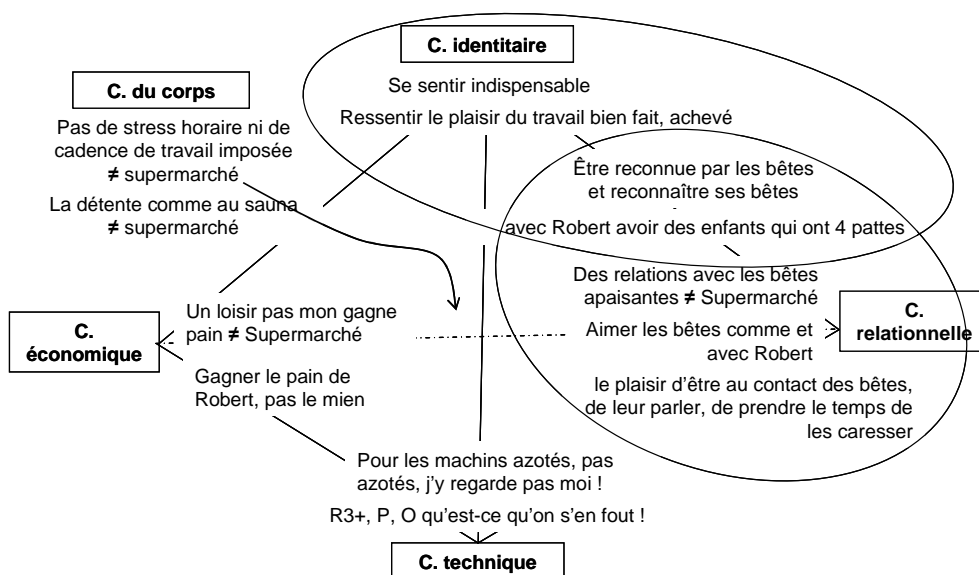 C. identitaire
Se sentir indispensable
Ressentir le plaisir du travail bien fait, achevé
C. du corps
Pas de stress horaire ni de
cadence de travail imposée
≠ supermarché
La détente comme au sauna
≠ supermarché
Être reconnue par les bêtes
et reconnaître ses bêtes
avec Robert avoir des enfants qui ont 4 pattes
Des relations avec les bêtes
apaisantes ≠ Supermarché
Aimer les bêtes comme et
avec Robert
le plaisir d'être au contact des bêtes,
de leur parler, de prendre le temps de
les caresser
C.
relationnelle
C.
économique
Un loisir pas mon gagne
pain ≠ Supermarché
Gagner le pain de
Robert, pas le mien
Pour les machins azotés, pas
azotés, j'y regarde pas moi !
R3+, P, O qu'est-ce qu'on s'en fout !
C. technique